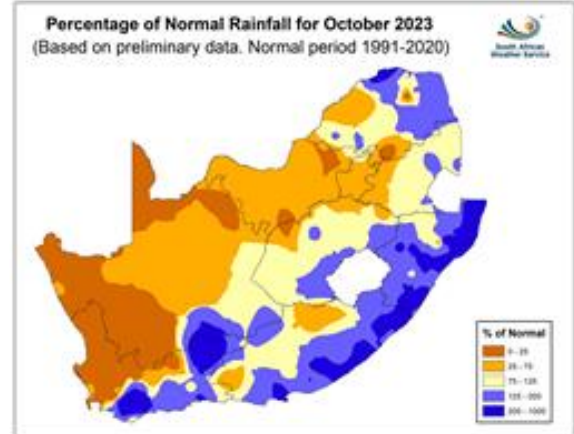 Percentage of Normal Rainfall for October 2023
(Based on preliminary data. Normal period 1991-2020)
South African
Weather Service
% of Normal
0 - 25
25 - 75
75 - 125
125 - 200
200 - 1000